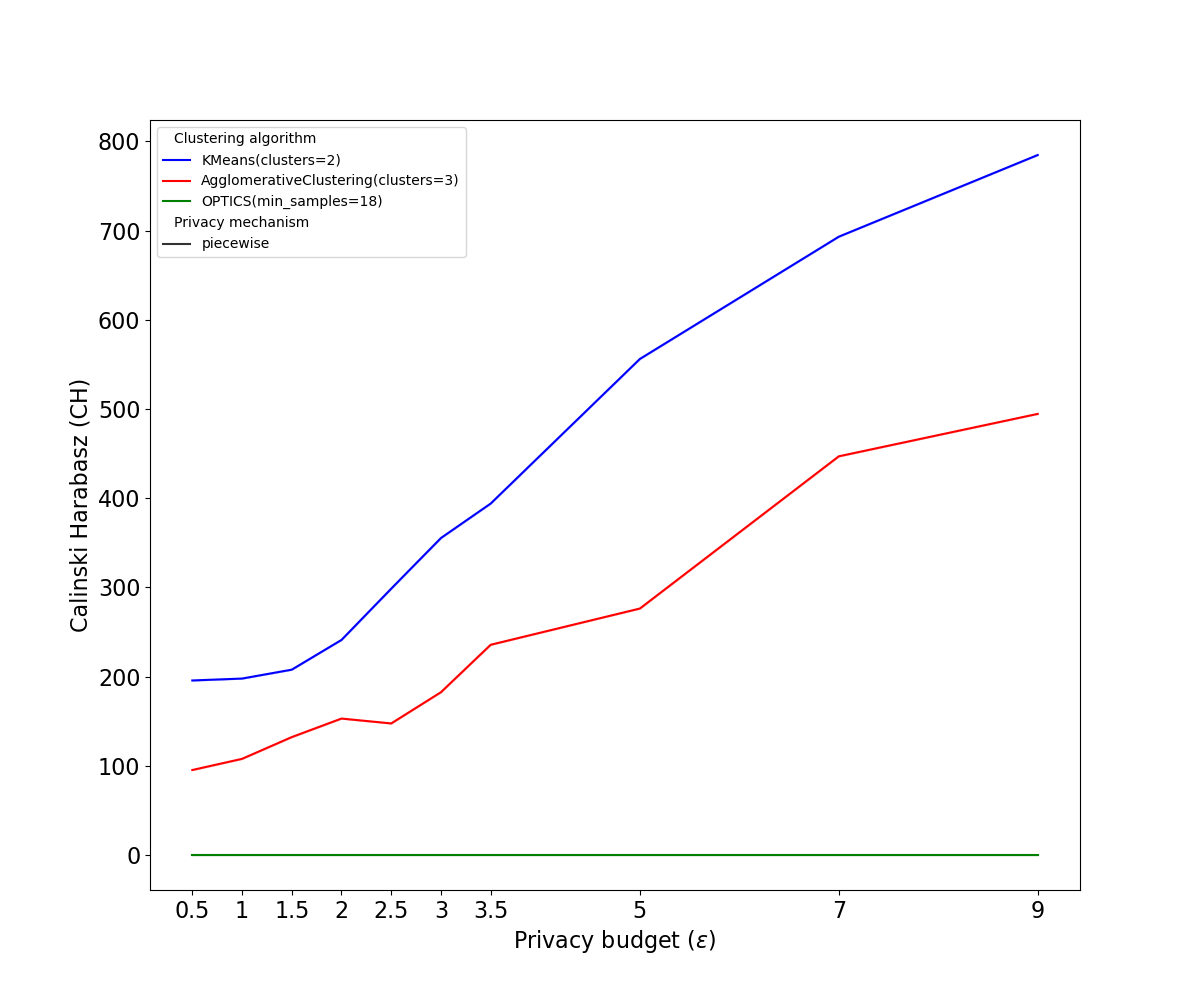 Clustering algorithm
KMeans(clusters=2)
AgglomerativeClustering(clusters=3)
OPTICS(min_samples=18)
Privacy mechanism
piecewise
Calinski Harabasz (CH)
800
700
600
500
400
300
200
100
0
0.5 1 1.5 2 2.5 3 3.5 5 7 9
Privacy budget (ε)